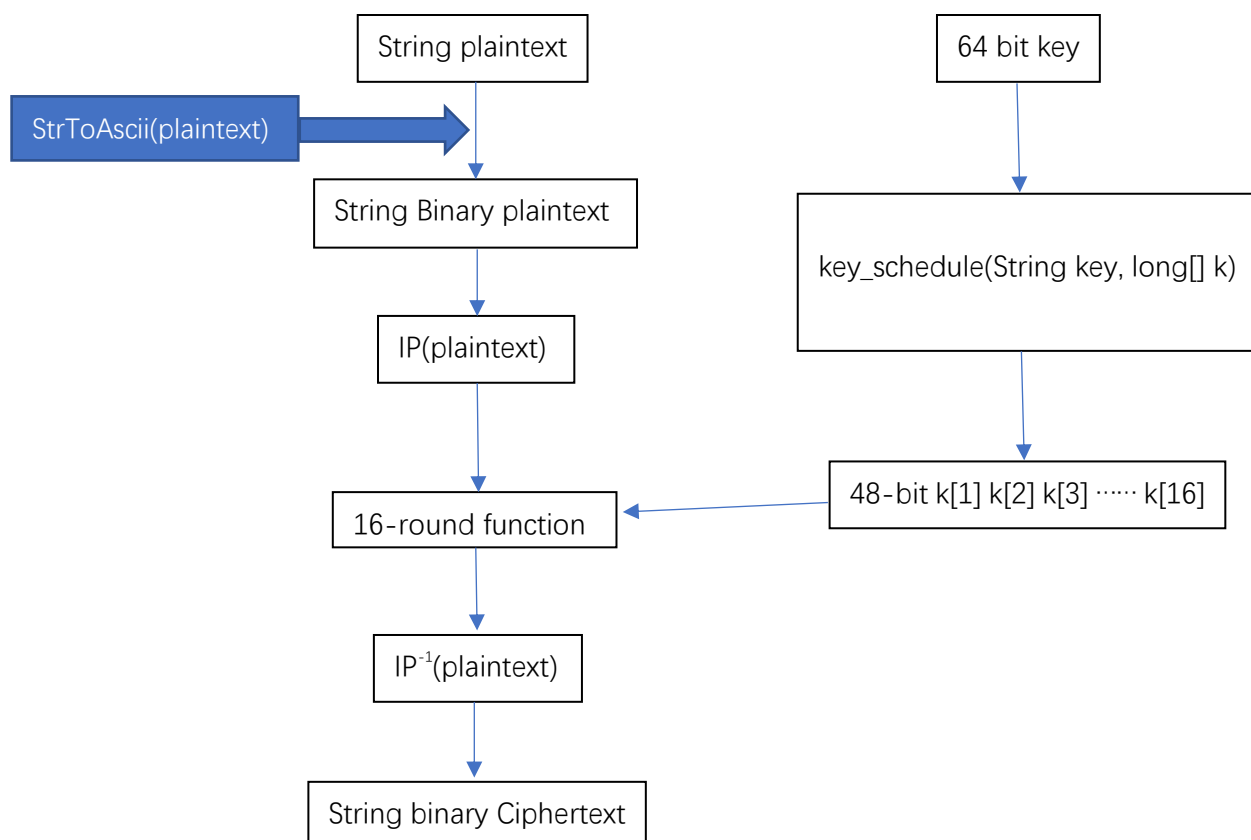 String plaintext
64 bit key
StrToAscii(plaintext)
String Binary plaintext
key_schedule(String key, long[] k)
IP(plaintext)
48-bit k[1] k[2] k[3] …… k[16]
16-round function
IP⁻¹(plaintext)
String binary Ciphertext